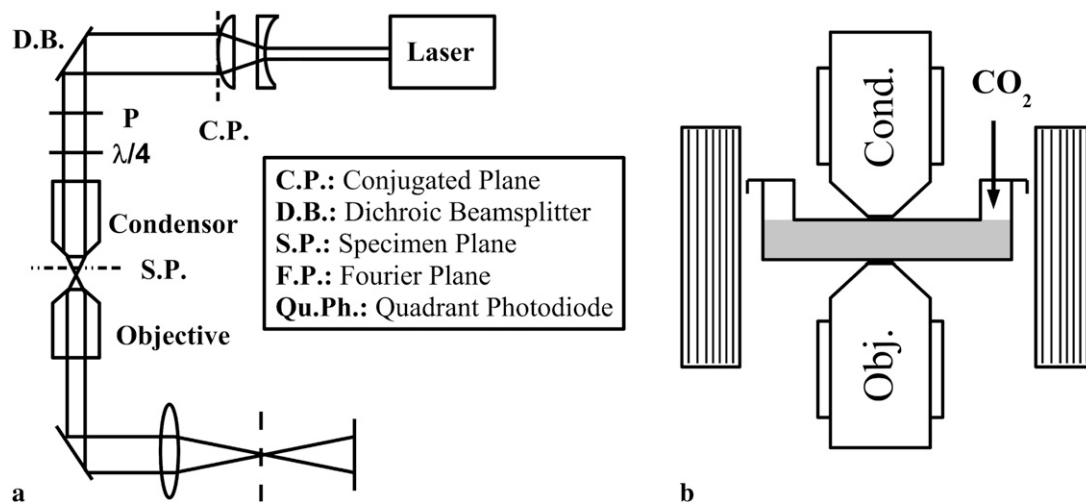 D.B.
Laser
C.P.
P
λ/4
Condensor
S.P.
Objective
C.P.: Conjugated Plane
D.B.: Dichroic Beamsplitter
S.P.: Specimen Plane
F.P.: Fourier Plane
Qu.Ph.: Quadrant Photodiode
a
Cond.
CO₂
Obj.
b